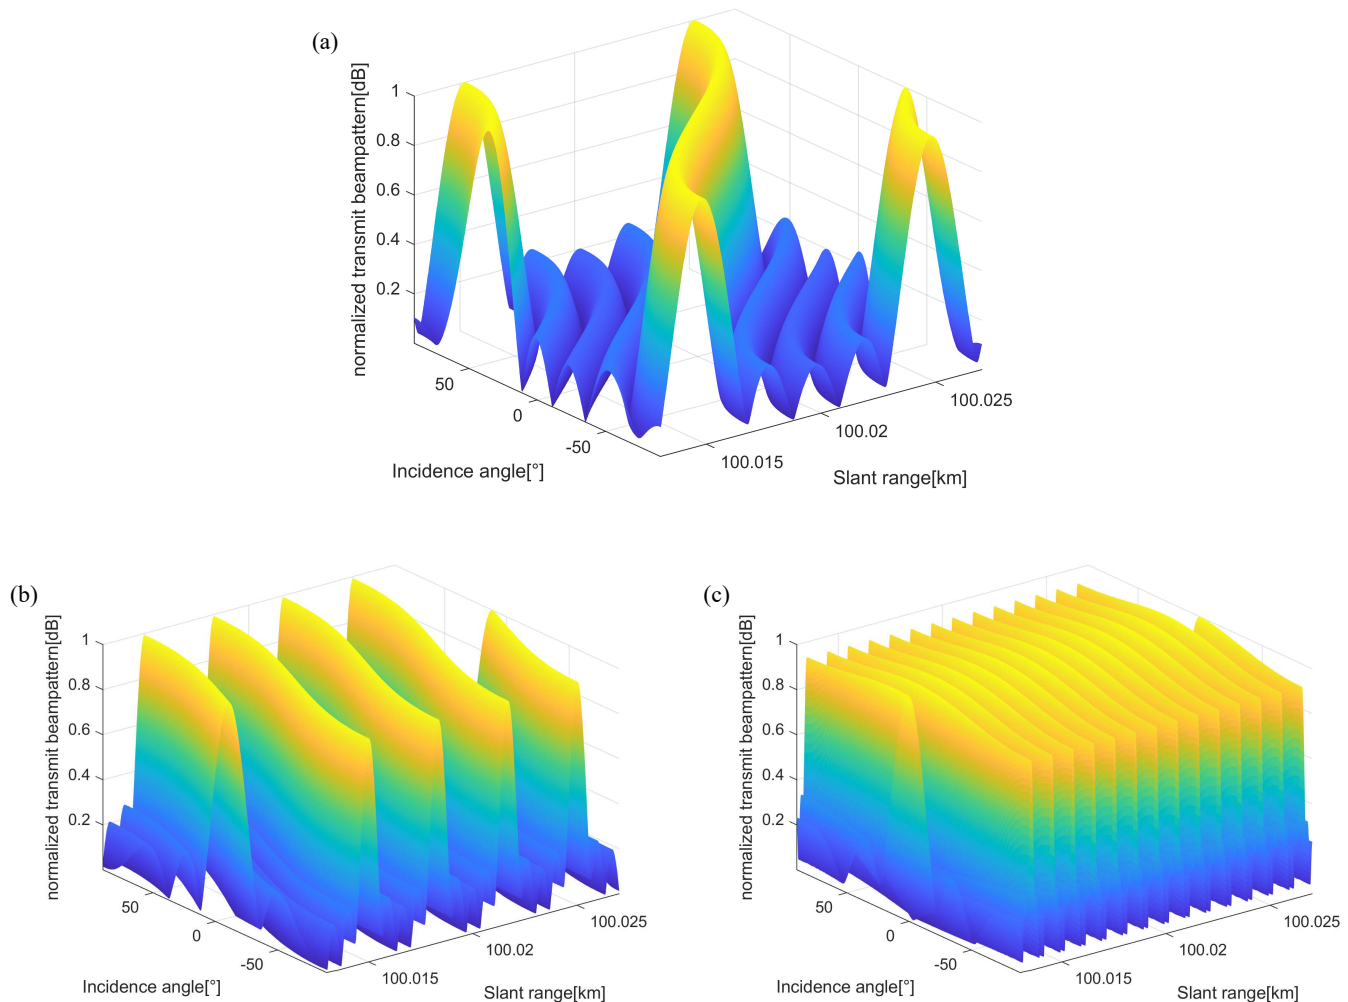 (a)
normalized transmit beampattern[dB]
1
0.8
0.6
0.4
0.2
50
0
-50
Incidence angle[°]
100.015
100.02
100.025
Slant range[km]
(b)
normalized transmit beampattern[dB]
1
0.8
0.6
0.4
0.2
50
0
-50
Incidence angle[°]
100.015
100.02
100.025
Slant range[km]
(c)
normalized transmit beampattern[dB]
1
0.8
0.6
0.4
0.2
50
0
-50
Incidence angle[°]
100.015
100.02
100.025
Slant range[km]